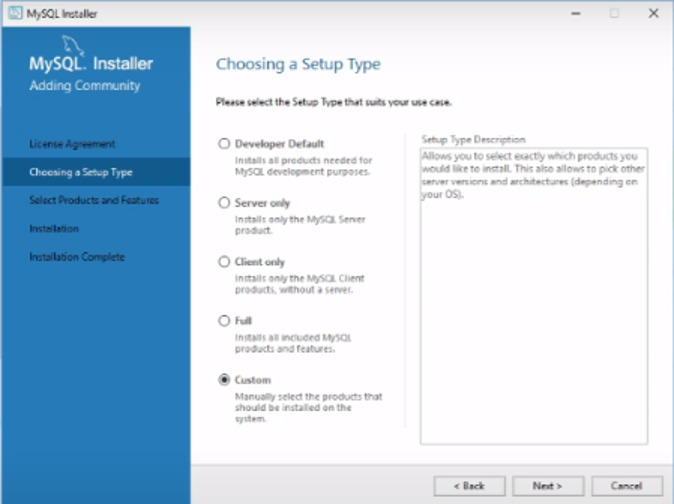 MySQL Installer
MySQL. Installer
Adding Community
License Agreement
Choosing a Setup Type
Select Products and Features
Installation
Installation Complete
Choosing a Setup Type
Please select the Setup Type that suits your use case.
Developer Default
Installs all products needed for
MySQL development purposes.
Server only
Installs only the MySQL Server
product.
Client only
Installs only the MySQL Client
products, without a server.
Full
Installs all included MySQL
products and features.
Custom
Manually select the products that
should be installed on the
system.
Setup Type Description
Allows you to select exactly which products you
would like to install. This also allows to pick other
server versions and architectures (depending on
your OS).
< Back
Next >
Cancel